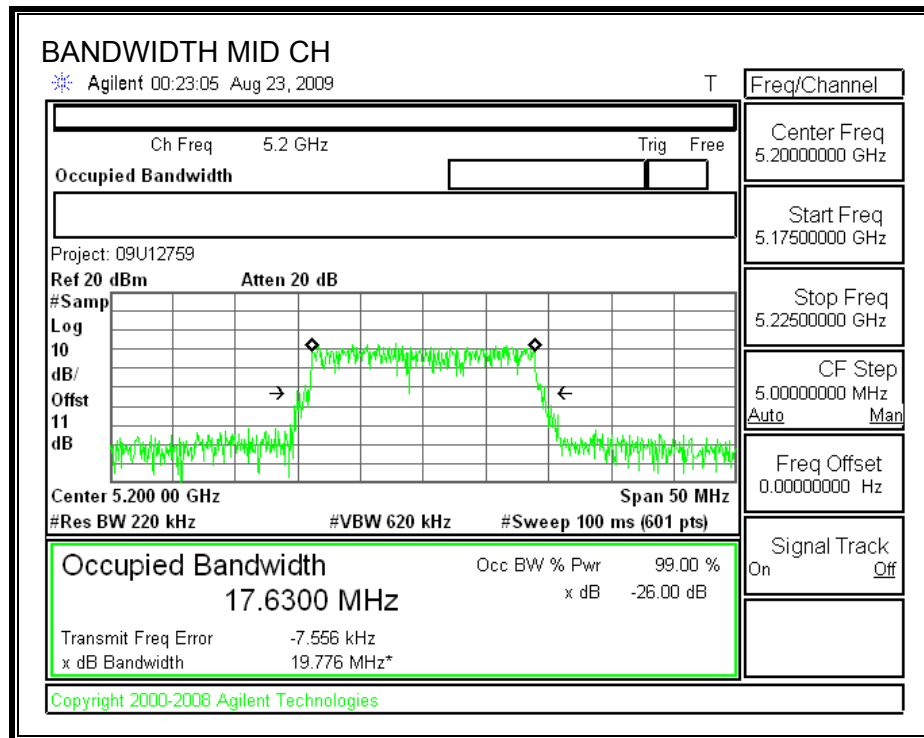 BANDWIDTH MID CH
Agilent 00:23:05 Aug 23, 2009 T
Freq/Channel
Ch Freq 5.2 GHz Trig Free
Occupied Bandwidth
Center Freq
5.20000000 GHz
Start Freq
5.17500000 GHz
Project: 09U12759
Ref 20 dBm Atten 20 dB
#Samp
Log
10
dB/
Offst
11
dB
Stop Freq
5.22500000 GHz
CF Step
5.00000000 MHz
Auto Man
Freq Offset
0.00000000 Hz
Center 5.200 00 GHz Span 50 MHz
#Res BW 220 kHz #VBW 620 kHz #Sweep 100 ms (601 pts)
Signal Track
On Off
Occupied Bandwidth Occ BW % Pwr 99.00 %
17.6300 MHz x dB -26.00 dB
Transmit Freq Error -7.556 kHz
x dB Bandwidth 19.776 MHz*
Copyright 2000-2008 Agilent Technologies